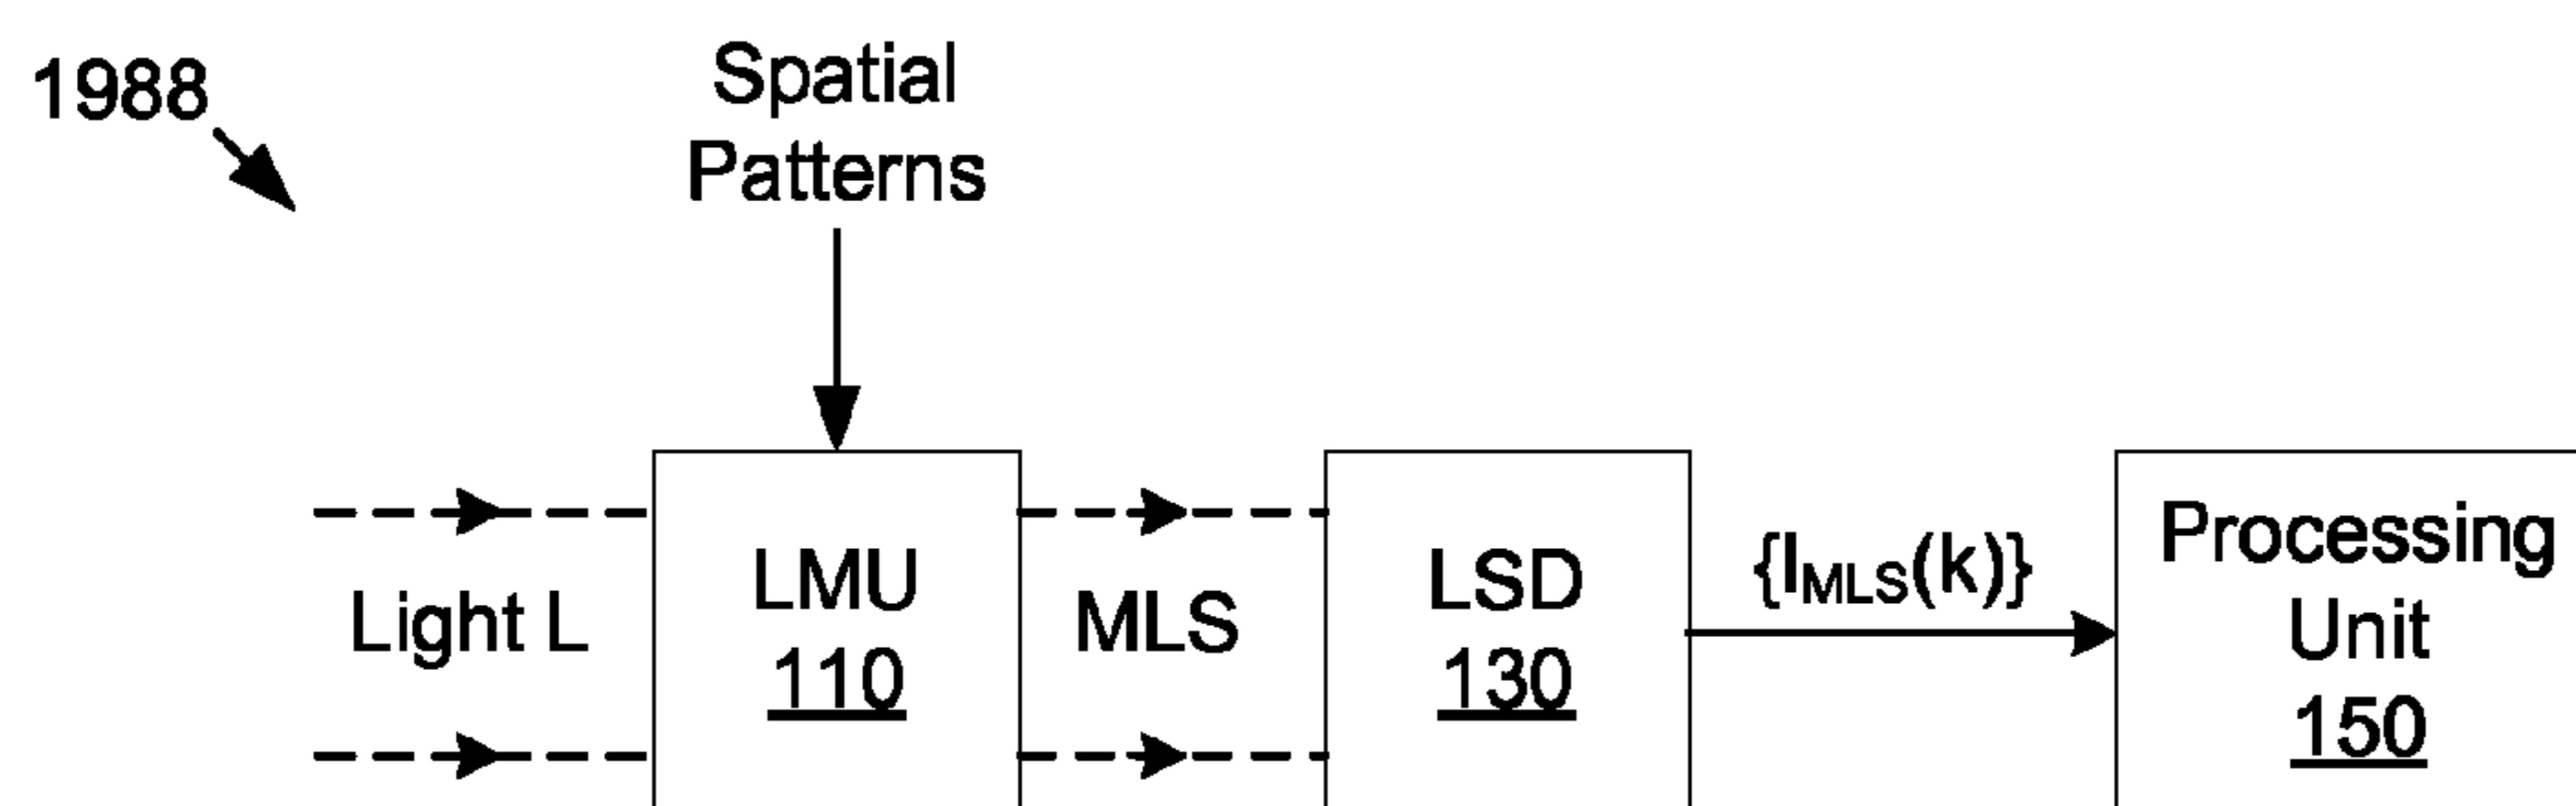 1988
Spatial
Patterns
Light L
LMU
110
MLS
LSD
130
{I_MLS(k)}
Processing
Unit
150